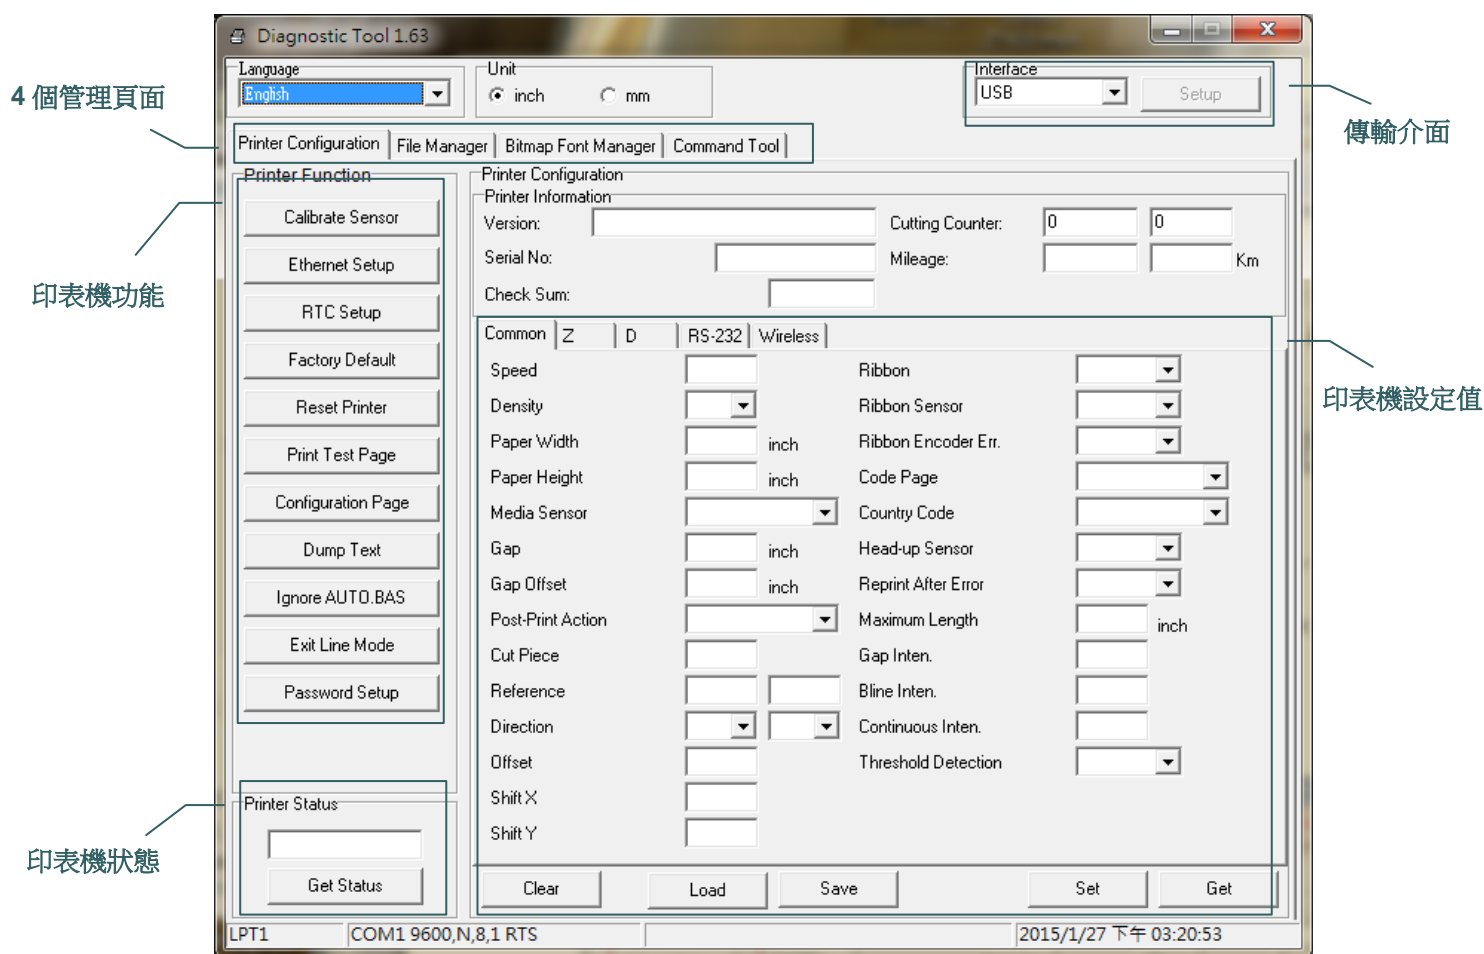 Diagnostic Tool 1.63
Language
English
Unit
inch
mm
Interface
USB
Setup
4 個管理頁面
傳輸介面
Printer Configuration
File Manager
Bitmap Font Manager
Command Tool
Printer Function
Calibrate Sensor
Ethernet Setup
RTC Setup
Factory Default
Reset Printer
Print Test Page
Configuration Page
Dump Text
Ignore AUTO.BAS
Exit Line Mode
Password Setup
印表機功能
Printer Status
Get Status
印表機狀態
Printer Configuration
Printer Information
Version:
Cutting Counter: 0 0
Serial No:
Mileage: Km
Check Sum:
Common Z D RS-232 Wireless
印表機設定值
Speed
Ribbon
Density
Ribbon Sensor
Paper Width inch
Ribbon Encoder Err.
Paper Height inch
Code Page
Media Sensor
Country Code
Gap inch
Head-up Sensor
Gap Offset inch
Reprint After Error
Post-Print Action
Maximum Length inch
Cut Piece
Gap Inten.
Reference
Bline Inten.
Direction
Continuous Inten.
Offset
Threshold Detection
Shift X
Shift Y
Clear
Load
Save
Set
Get
LPT1
COM1 9600,N,8,1 RTS
2015/1/27 下午 03:20:53